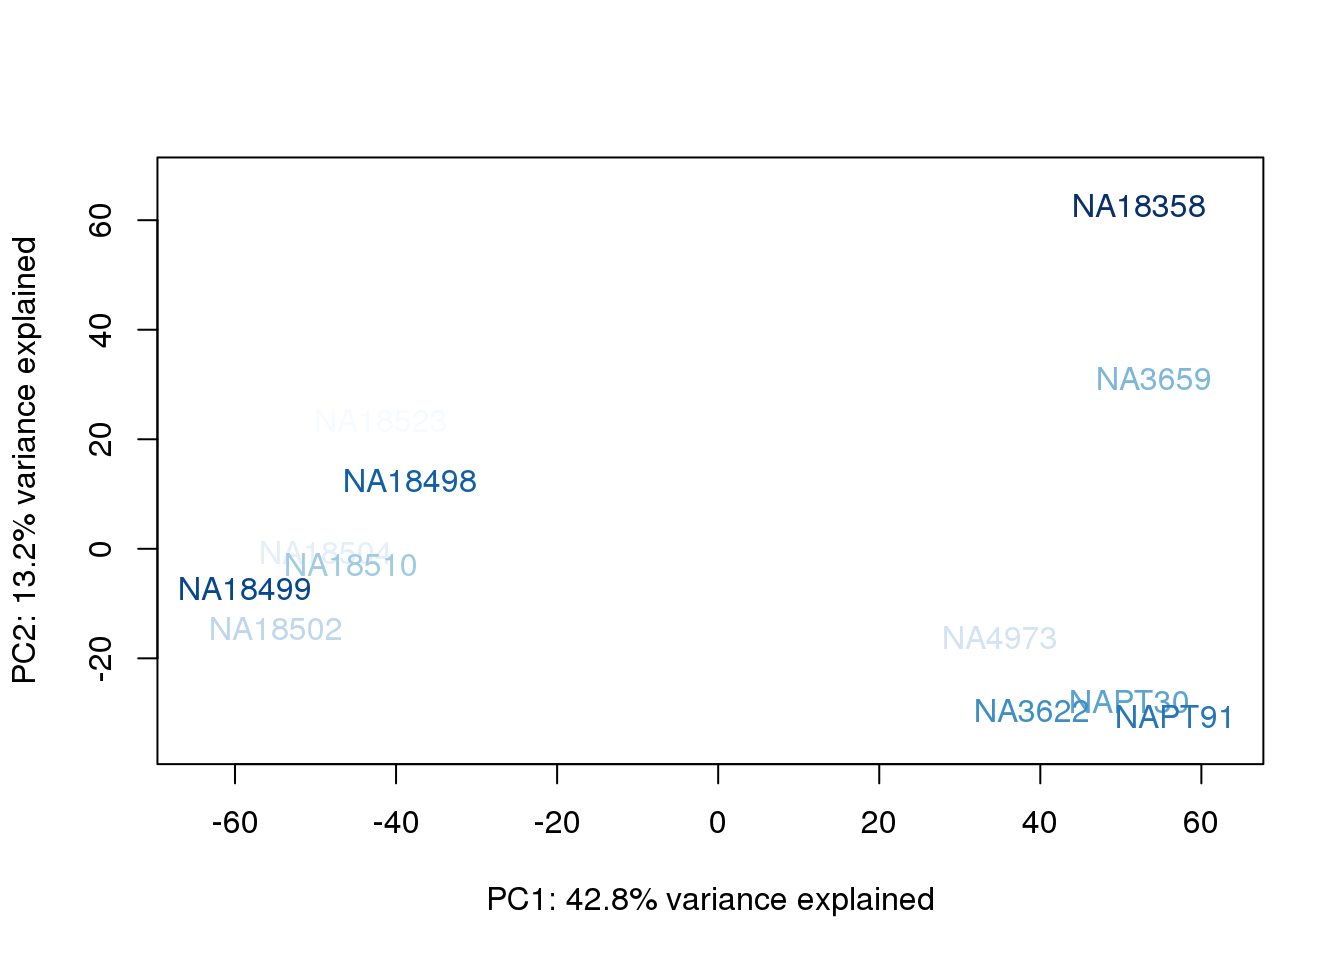 60
40
20
0
-20
PC2: 13.2% variance explained
NA18358
NA3659
NA18523
NA18498
NA18504
NA18510
NA18499
NA18502
NA4973
NAPT30
NA3622
NAPT91
-60 -40 -20 0 20 40 60
PC1: 42.8% variance explained